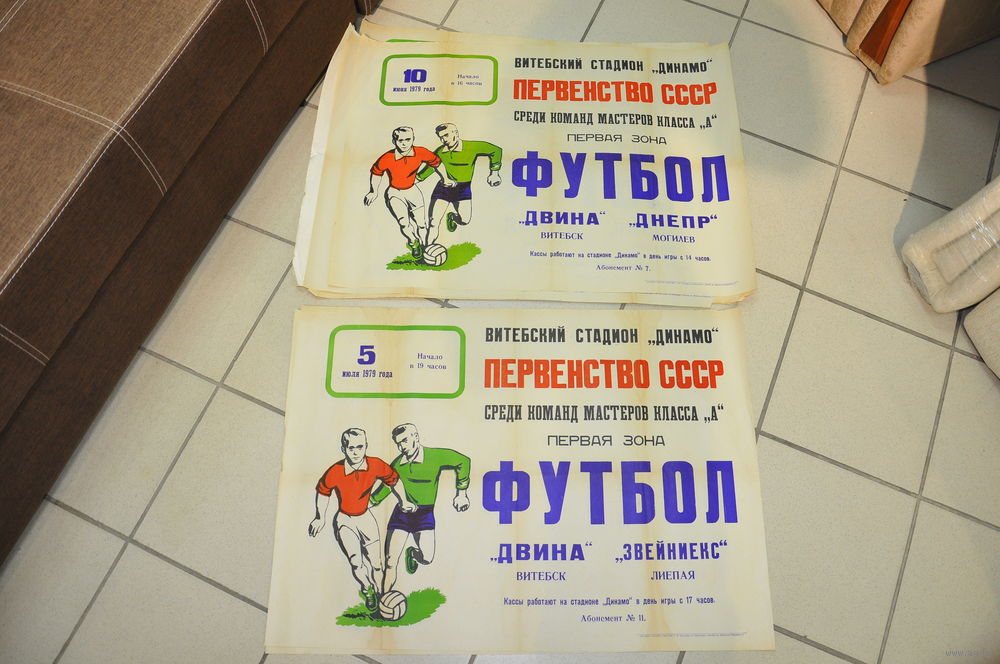 10
июня 1979 года
Начало
в 16 часов
ВИТЕБСКИЙ СТАДИОН „ДИНАМО“
ПЕРВЕНСТВО СССР
СРЕДИ КОМАНД МАСТЕРОВ КЛАССА „А“
ПЕРВАЯ ЗОНА
ФУТБОЛ
„ДВИНА“ „ДНЕПР“
ВИТЕБСК МОГИЛЕВ
Кассы работают на стадионе „Динамо“ в день игры с 14 часов.
Абонемент № 7.
5
июля 1979 года
Начало
в 19 часов
ВИТЕБСКИЙ СТАДИОН „ДИНАМО“
ПЕРВЕНСТВО СССР
СРЕДИ КОМАНД МАСТЕРОВ КЛАССА „А“
ПЕРВАЯ ЗОНА
ФУТБОЛ
„ДВИНА“ „ЗВЕЙНИЕКС“
ВИТЕБСК ЛИЕПАЯ
Кассы работают на стадионе „Динамо“ в день игры с 17 часов.
Абонемент № 11.